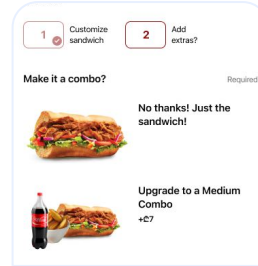 1
Customize
sandwich
2
Add
extras?
Make it a combo?
Required
No thanks! Just the
sandwich!
Upgrade to a Medium
Combo
+₾7